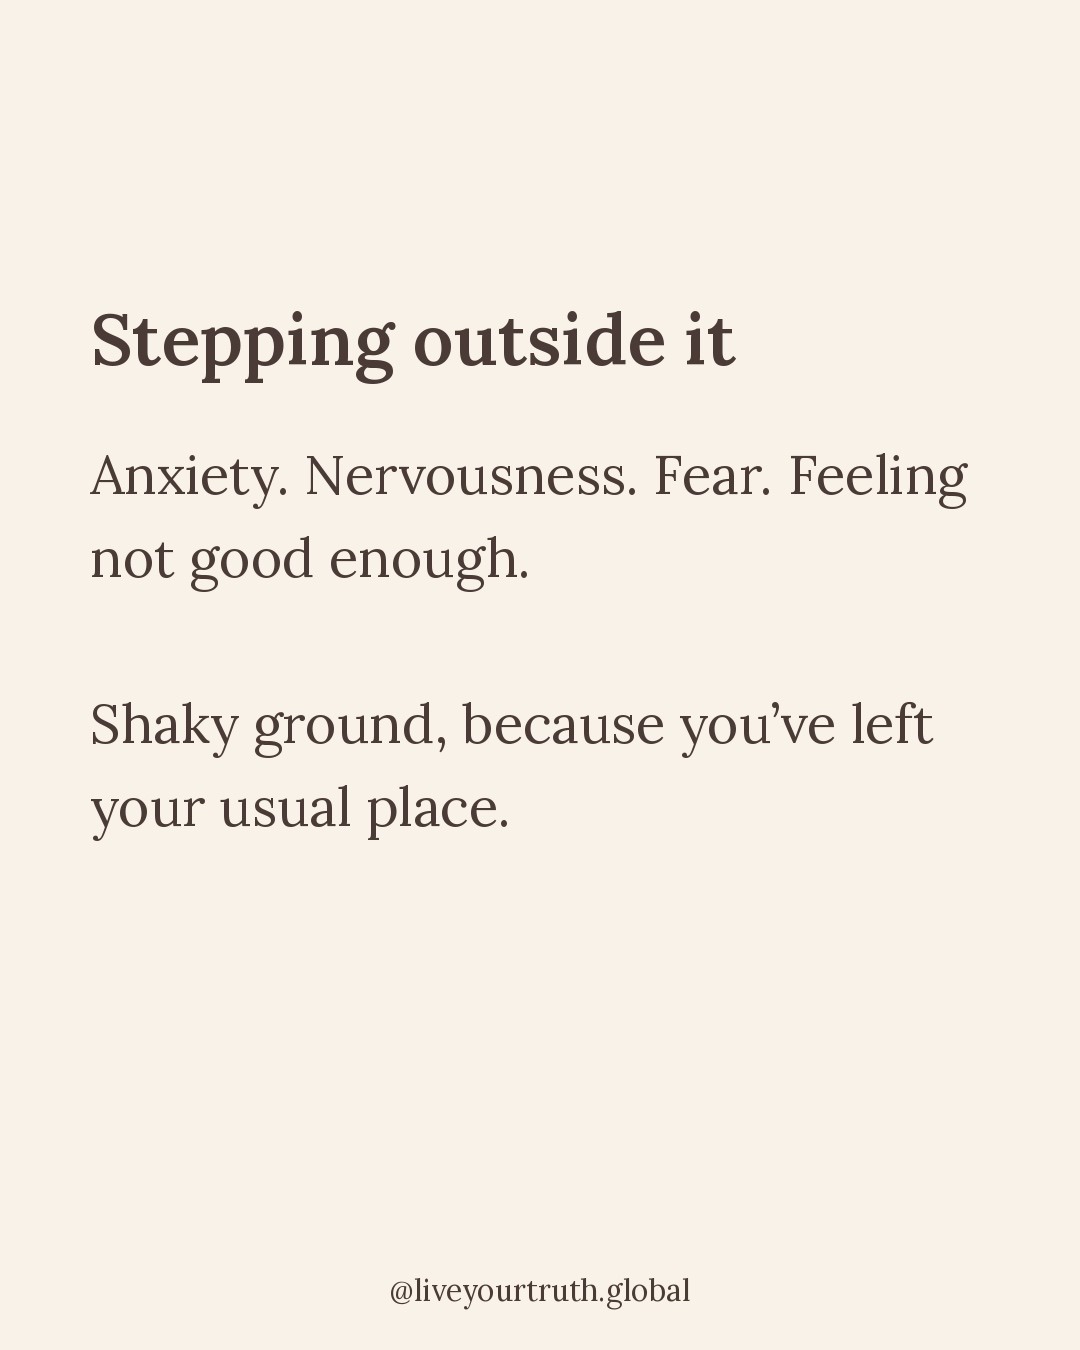 Stepping outside it
Anxiety. Nervousness. Fear. Feeling
not good enough.
Shaky ground, because you’ve left
your usual place.
@liveyourtruth.global